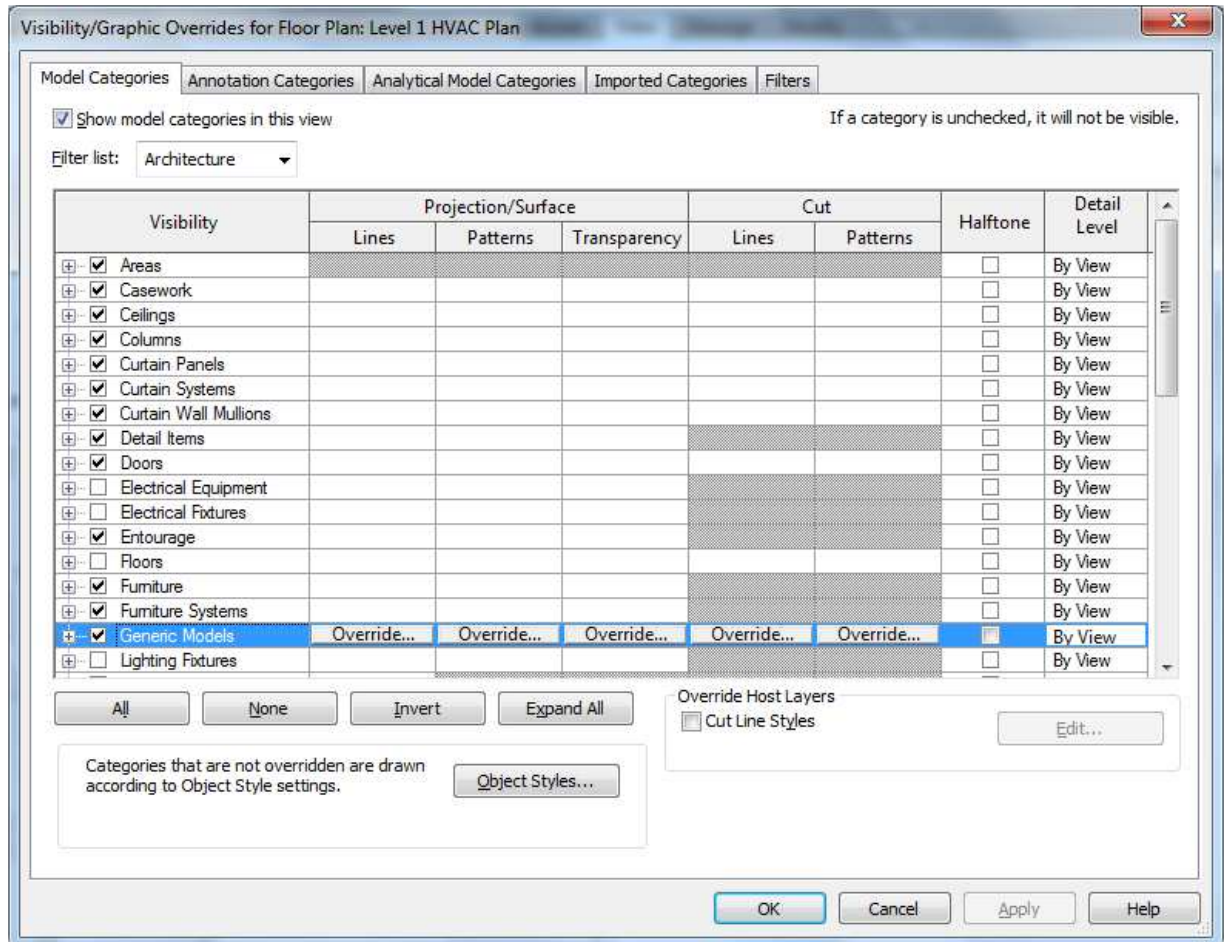 Visibility/Graphic Overrides for Floor Plan: Level 1 HVAC Plan
Model Categories Annotation Categories Analytical Model Categories Imported Categories Filters
Show model categories in this view If a category is unchecked, it will not be visible.
Filter list: Architecture
Visibility Projection/Surface Cut Halftone Detail Level
Lines Patterns Transparency Lines Patterns
Areas By View
Casework By View
Ceilings By View
Columns By View
Curtain Panels By View
Curtain Systems By View
Curtain Wall Mullions By View
Detail Items By View
Doors By View
Electrical Equipment By View
Electrical Fixtures By View
Entourage By View
Floors By View
Furniture By View
Furniture Systems By View
Generic Models Override... Override... Override... Override... Override... By View
Lighting Fixtures By View
All None Invert Expand All
Override Host Layers
Cut Line Styles Edit...
Categories that are not overridden are drawn
according to Object Style settings.
Object Styles...
OK Cancel Apply Help